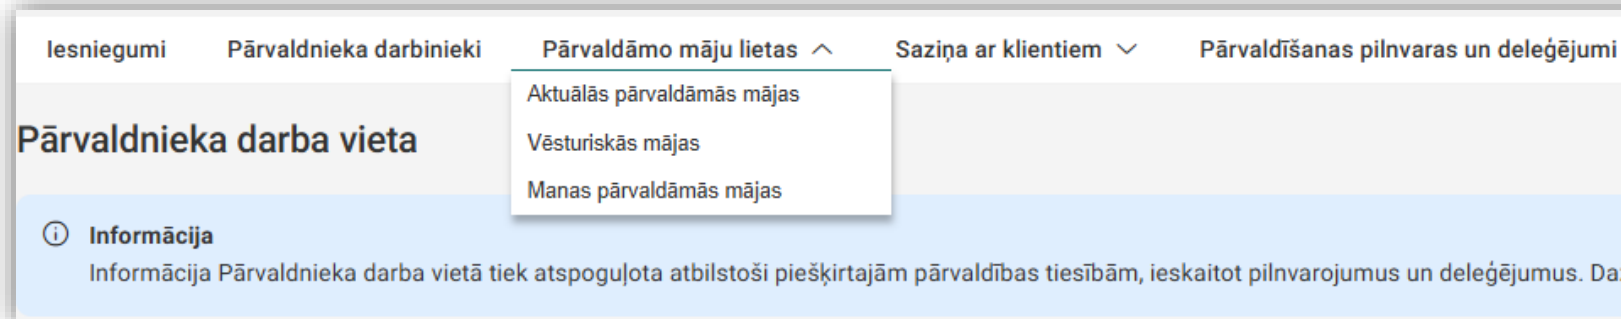 Iesniegumi Pārvaldnieka darbinieki Pārvaldāmo māju lietas Saziņa ar klientiem Pārvaldīšanas pilnvaras un deleģējumi
Aktuālās pārvaldāmās mājas
Pārvaldnieka darba vieta
Vēsturiskās mājas
Manas pārvaldāmās mājas
Informācija
Informācija Pārvaldnieka darba vietā tiek atspoguļota atbilstoši piešķirtajām pārvaldības tiesībām, ieskaitot pilnvarojumus un deleģējumus.